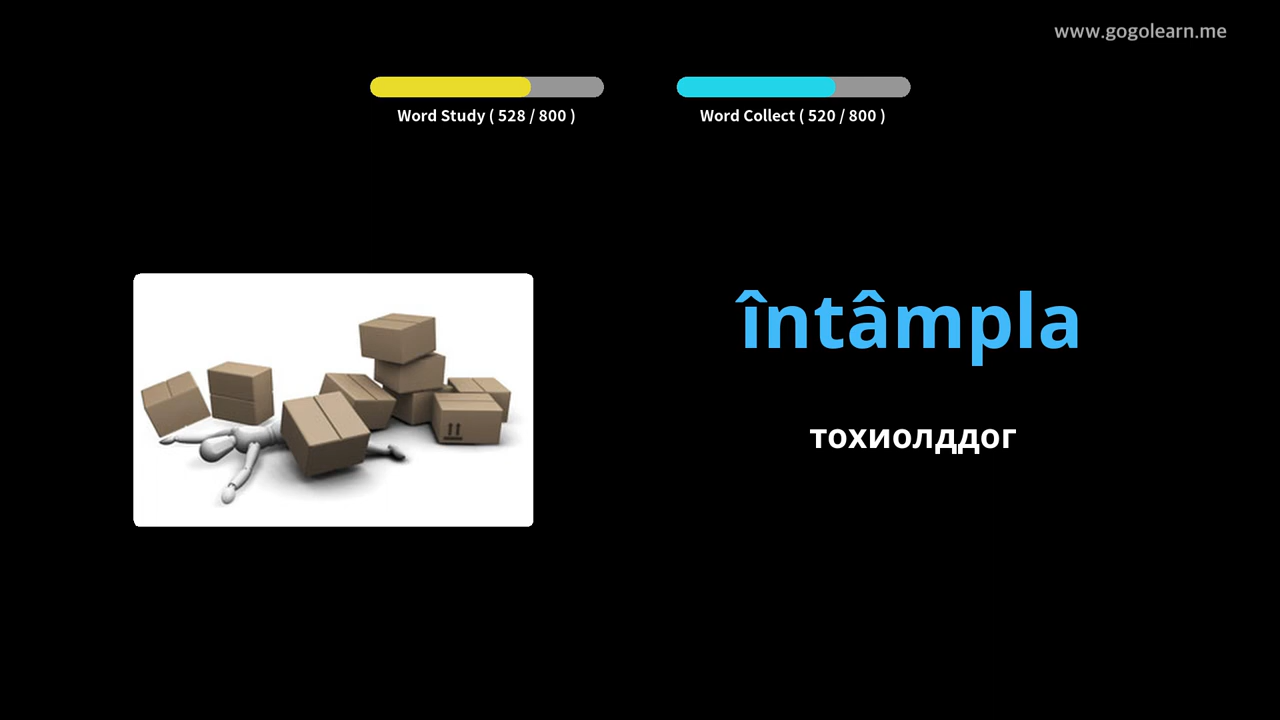 www.gogolearn.me
Word Study ( 528 / 800 )
Word Collect ( 520 / 800 )
întâmpla
тохиолддог